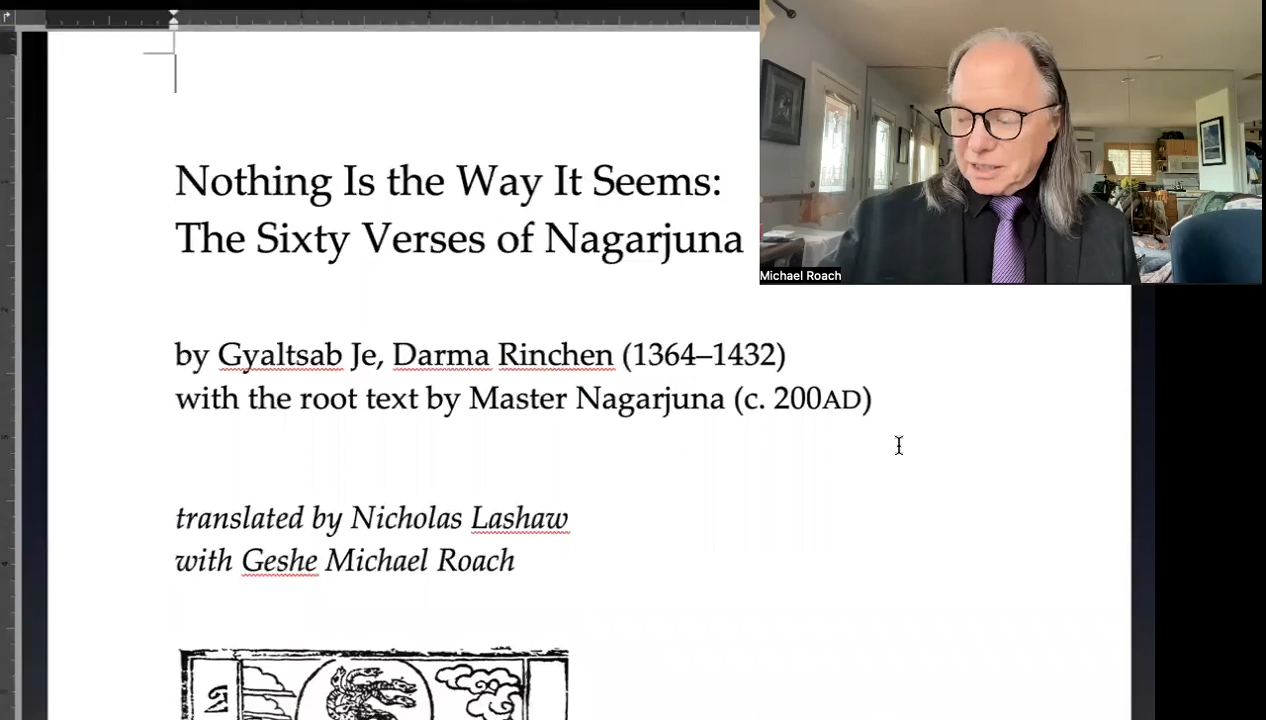 Nothing Is the Way It Seems:
The Sixty Verses of Nagarjuna
Michael Roach
by Gyaltsab Je, Darma Rinchen (1364–1432)
with the root text by Master Nagarjuna (c. 200AD)
translated by Nicholas Lashaw
with Geshe Michael Roach